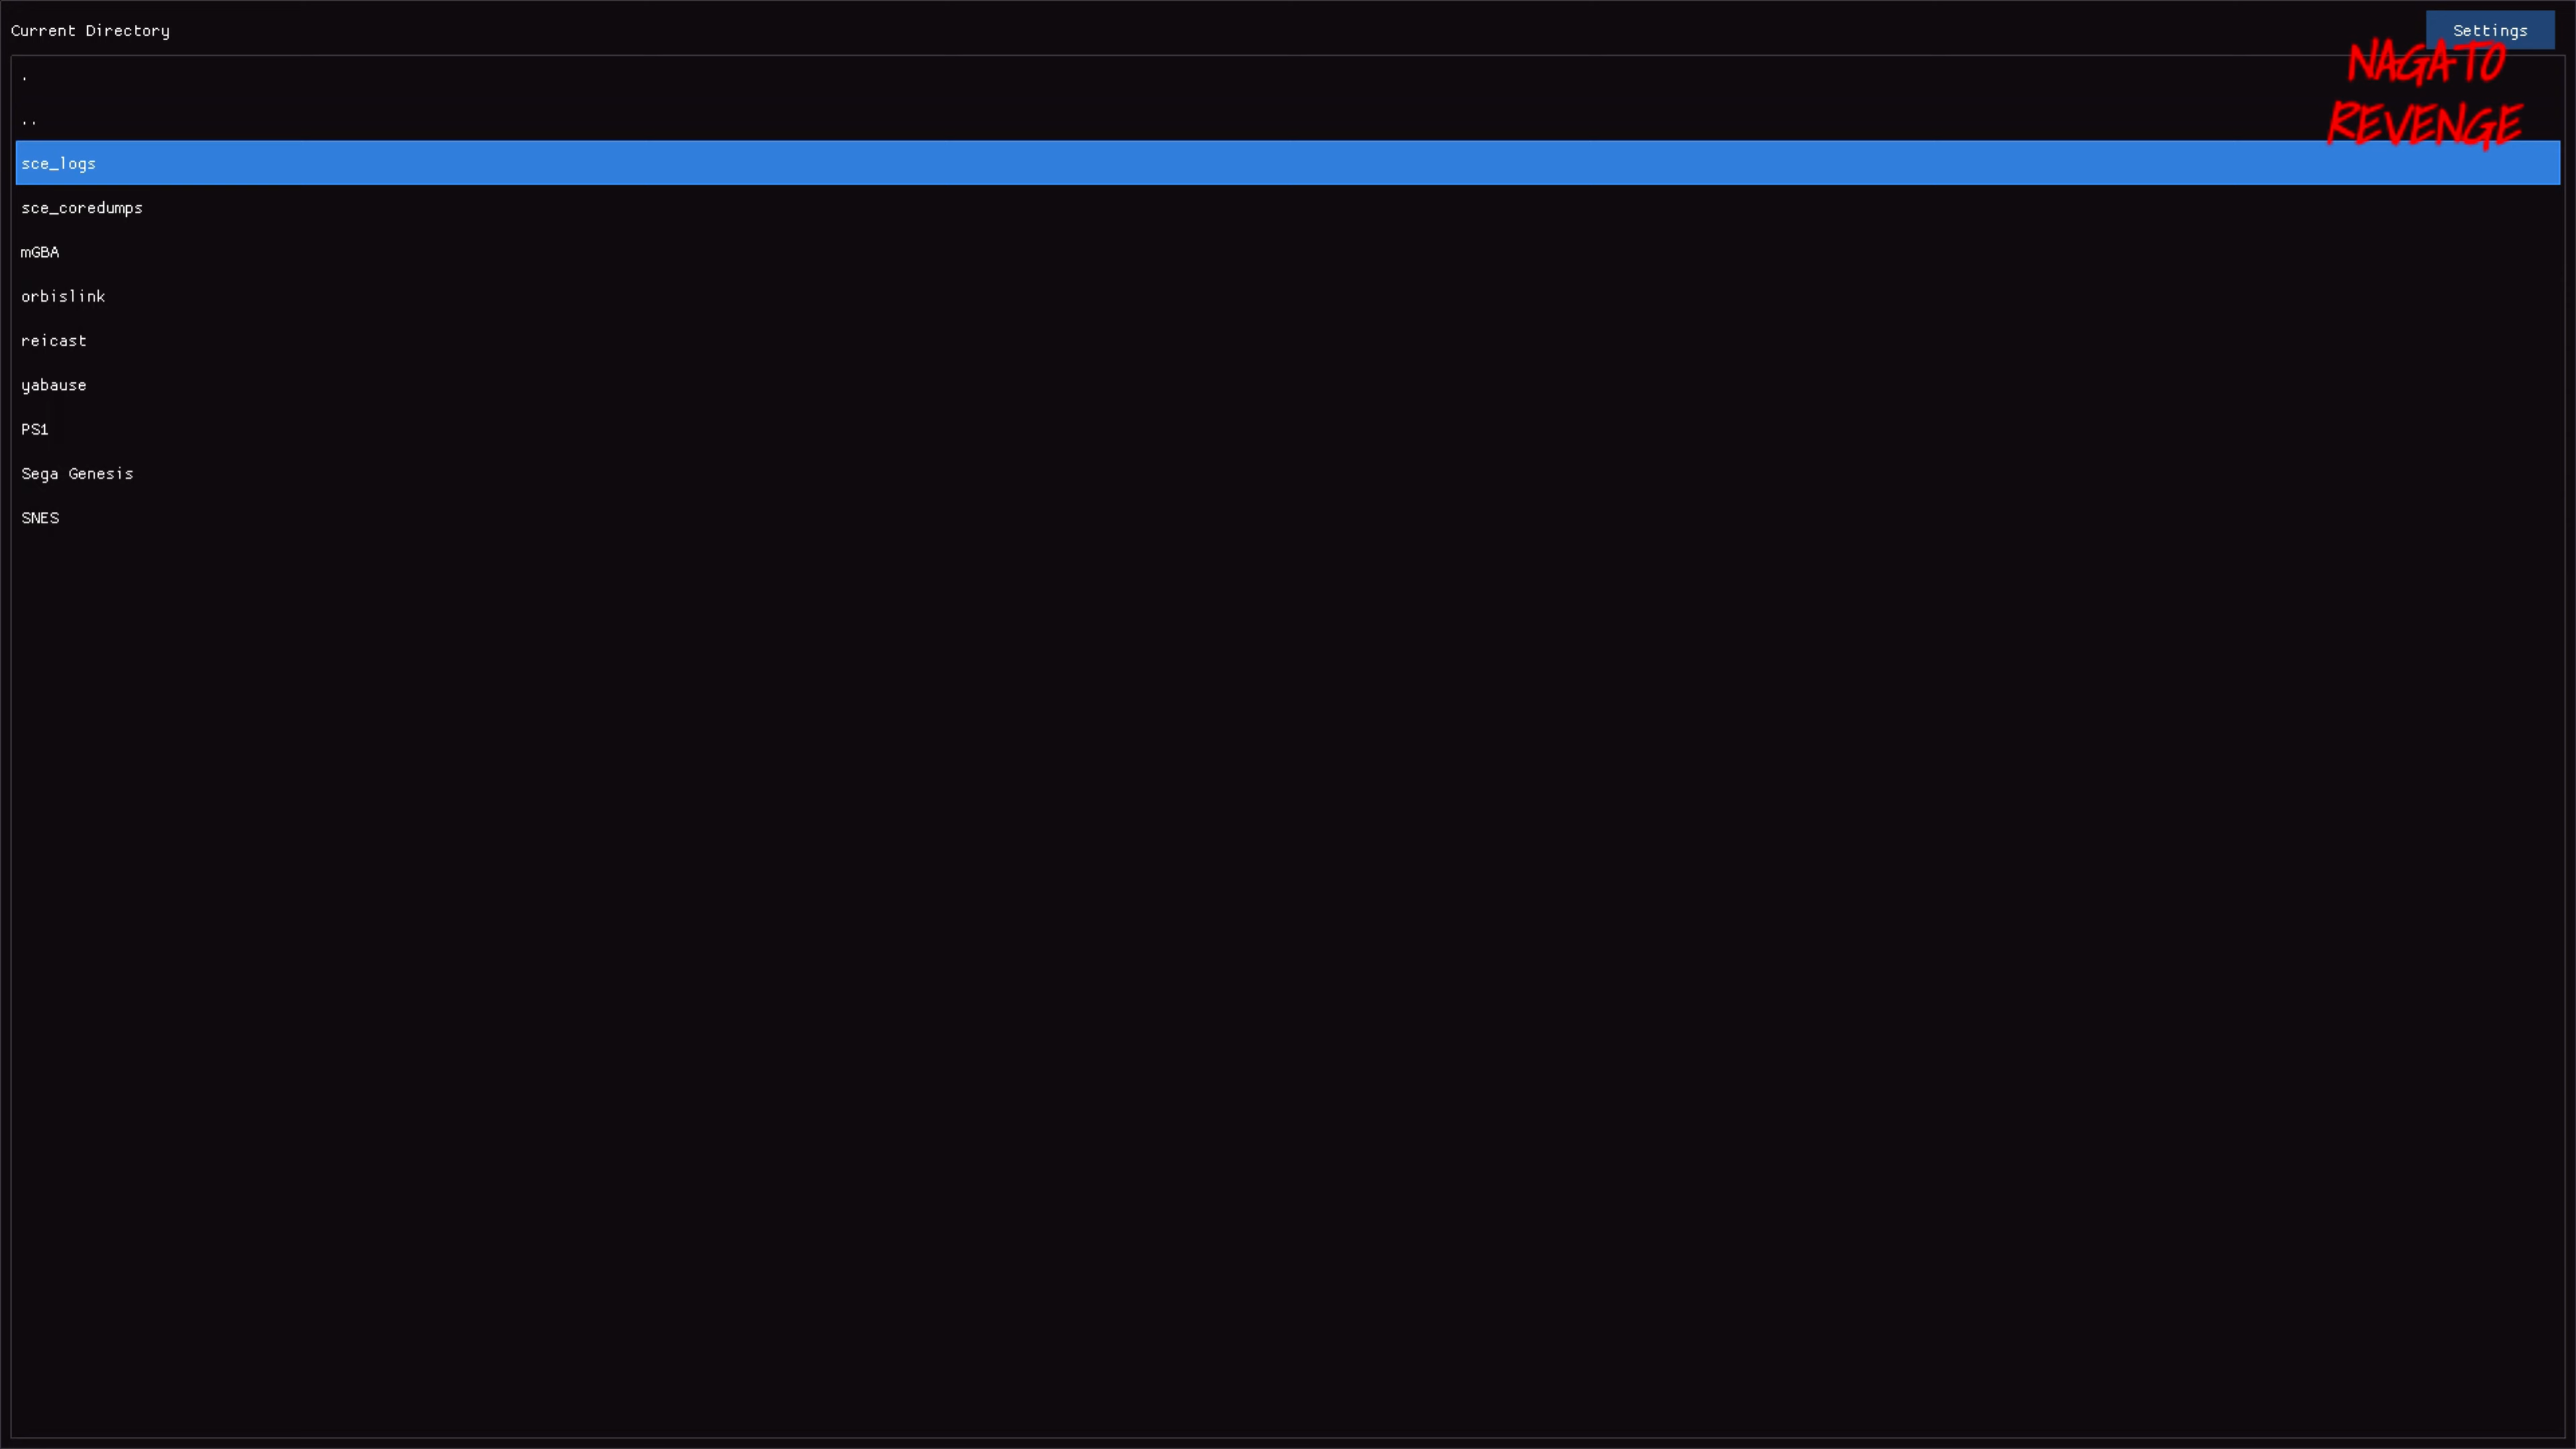 Current Directory
Settings
NAGATO
REVENGE
.
..
sce_logs
sce_coredumps
mGBA
orbislink
reicast
yabause
PS1
Sega Genesis
SNES